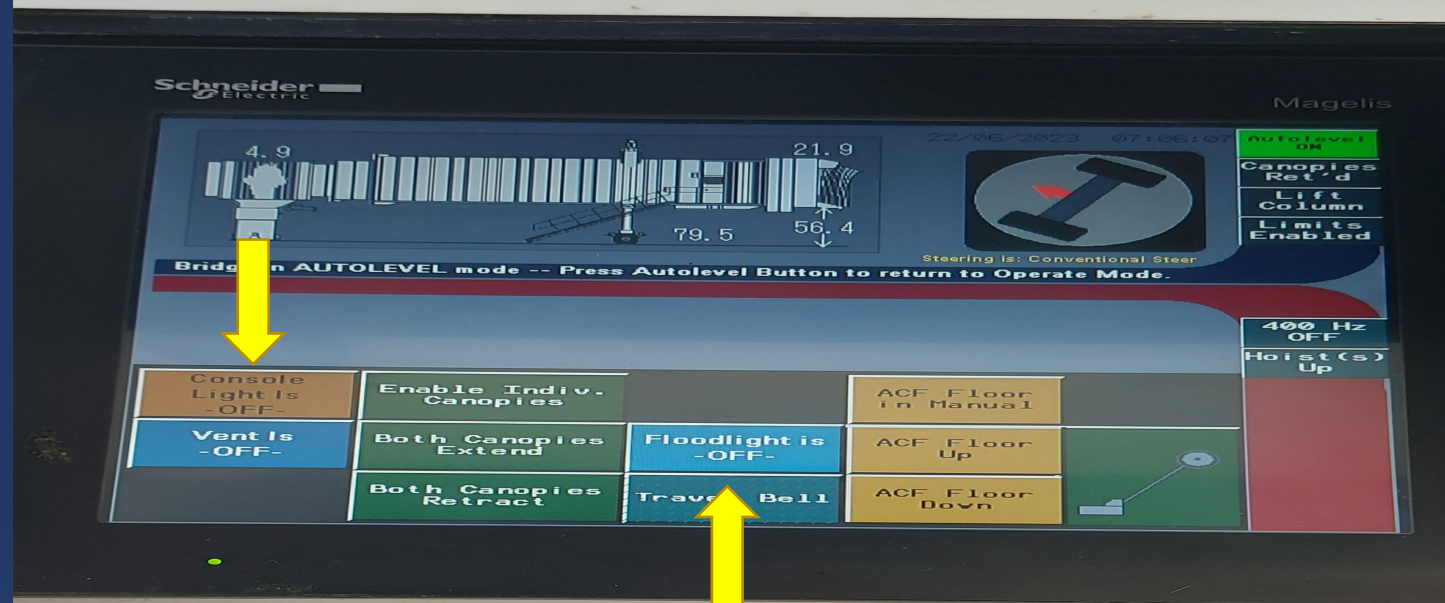 Schneider
Electric
Magelis
22/06/2023 07:06:07
Autolevel
ON
4.9
21.9
Canopies
Ret'd
Lift
Column
Limits
Enabled
79.5
56.4
Steering is: Conventional Steer
in AUTOLEVEL mode -- Press Autolevel Button to return to Operate Mode.
400 Hz
OFF
Hoist(s)
Up
Console
Light Is
-OFF-
Enable Indiv.
Canopies
ACF Floor
in Manual
Vent Is
-OFF-
Both Canopies
Extend
Floodlight is
-OFF-
ACF Floor
Up
Both Canopies
Retract
Bell
ACF Floor
Down